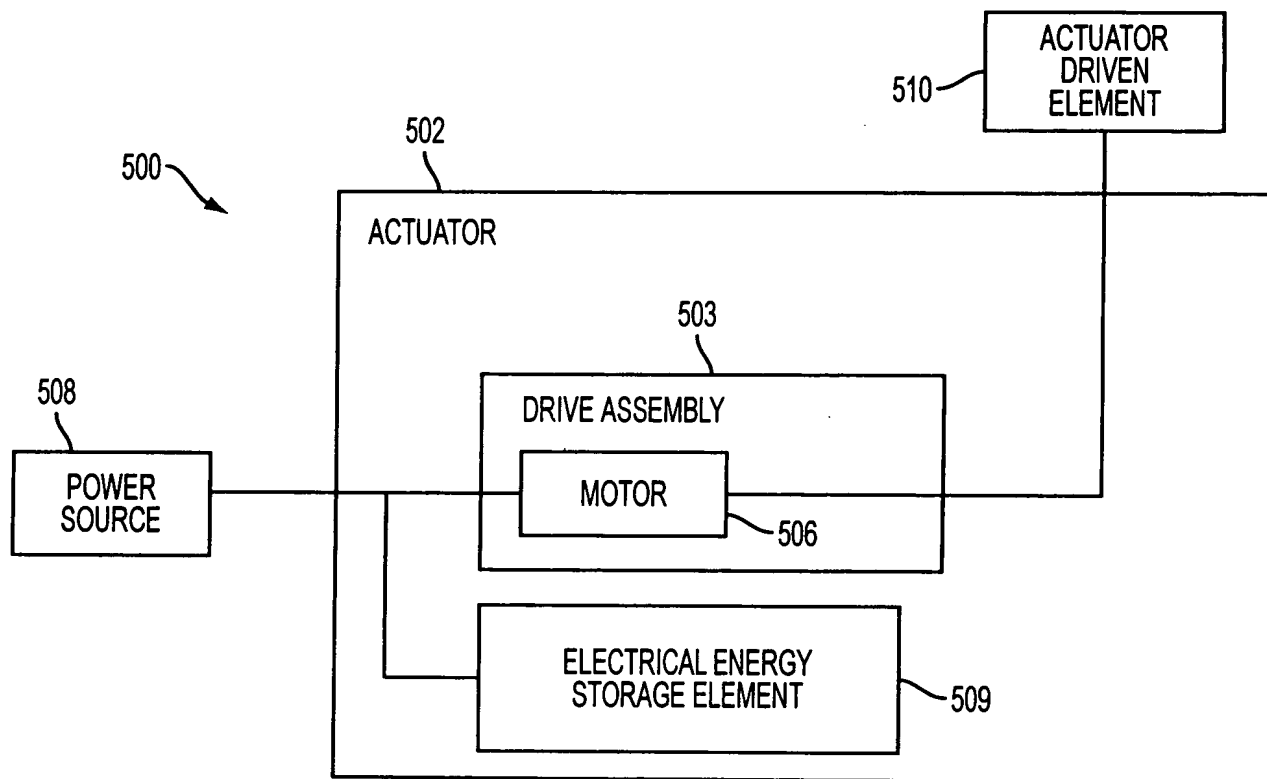 ACTUATOR
DRIVEN
ELEMENT
510
502
500
ACTUATOR
503
508
DRIVE ASSEMBLY
POWER
SOURCE
MOTOR
506
ELECTRICAL ENERGY
STORAGE ELEMENT
509